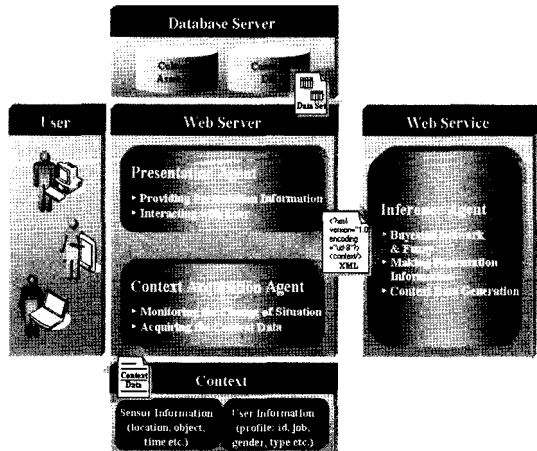 Database Server
Data Set
User
Web Server
Web Service
Presentation Agent
▸ Providing Information
▸ Interacting
Inference Agent
▸ Network
&
▸ Making
▸ Context Generation
<?xml
version="1.0
encoding
="utf-8"?>
<context/>
XML
Context Agent
▸ Monitoring of Situation
▸ Acquiring Context Data
Context
Data
Context
Sensor Information
(location, object,
time etc.)
User Information
(profile: id, job,
gender, type etc.)